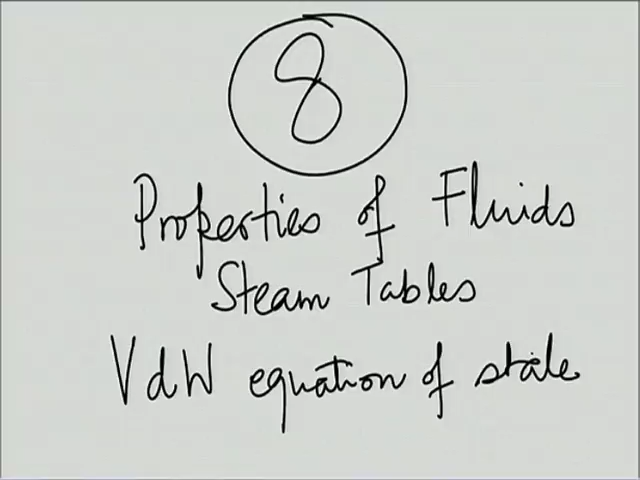 8
Properties of Fluids
Steam Tables
VdW equation of state